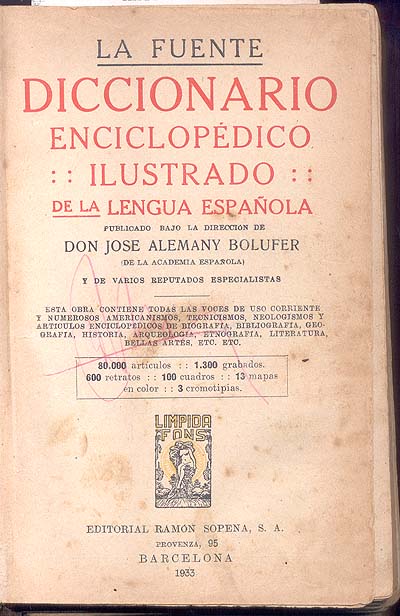 LA FUENTE
DICCIONARIO
ENCICLOPÉDICO
:: ILUSTRADO ::
DE LA LENGUA ESPAÑOLA
PUBLICADO BAJO LA DIRECCION DE
DON JOSE ALEMANY BOLUFER
(DE LA ACADEMIA ESPAÑOLA)
Y DE VARIOS REPUTADOS ESPECIALISTAS
ESTA OBRA CONTIENE TODAS LAS VOCES DE USO CORRIENTE
Y NUMEROSOS AMERICANISMOS, TECNICISMOS, NEOLOGISMOS Y
ARTICULOS ENCICLOPÉDICOS DE BIOGRAFIA, BIBLIOGRAFIA, GEO-
GRAFIA, HISTORIA, ARQUEOLOGIA, ETNOGRAFIA, LITERATURA
BELLAS ARTES, ETC. ETC.
80.000 artículos :: 1.300 grabados.
600 retratos :: 100 cuadros :: 13 mapas
en color :: 3 cromotipias.
LIMPIDA
FONS
EDITORIAL RAMÓN SOPENA, S. A.
PROVENZA, 95
BARCELONA
1933